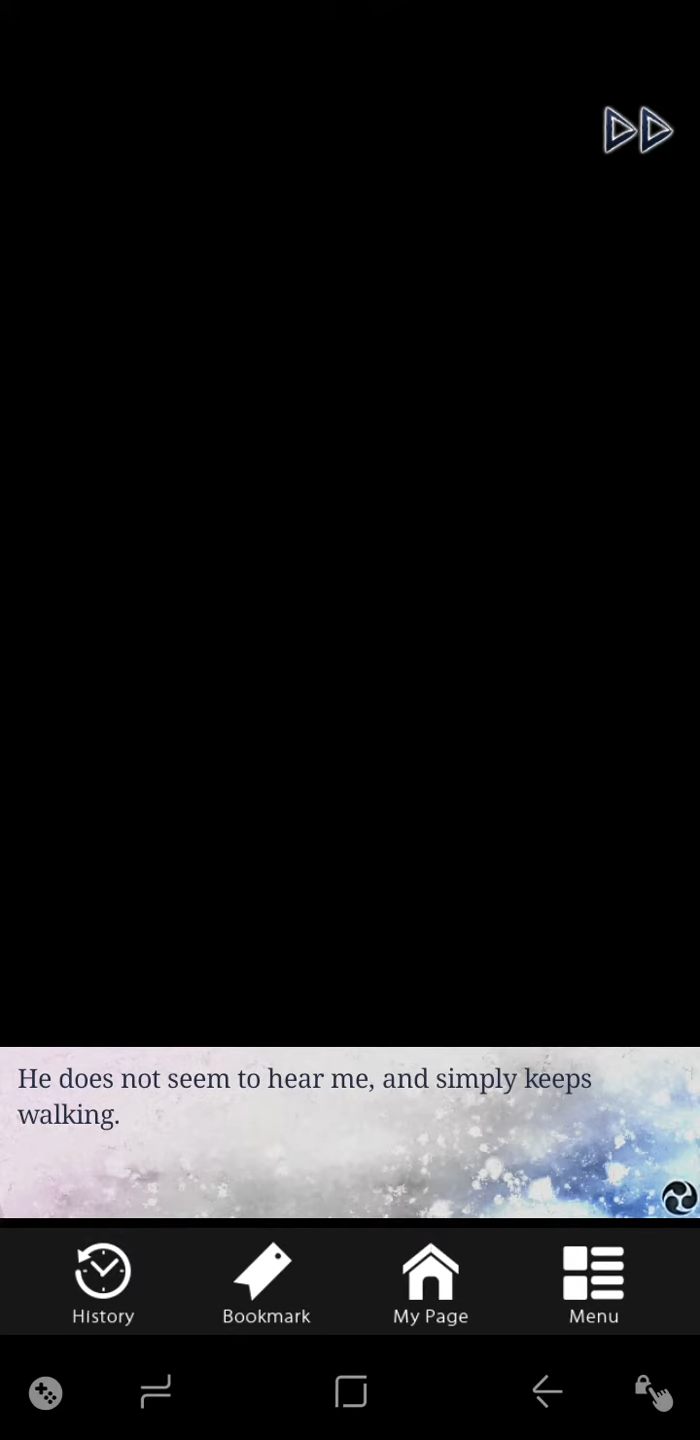 He does not seem to hear me, and simply keeps
walking.
History
Bookmark
My Page
Menu